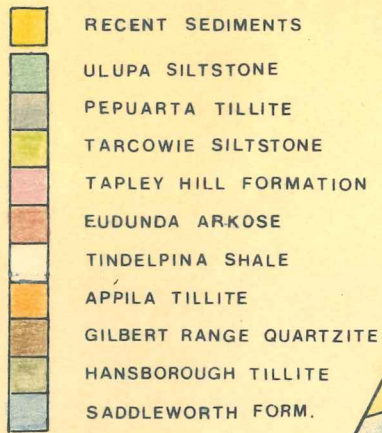 RECENT SEDIMENTS
ULUPA SILTSTONE
PEPUARTA TILLITE
TARCOWIE SILTSTONE
TAPLEY HILL FORMATION
EUDUNDA ARKOSE
TINDELPINA SHALE
APPILA TILLITE
GILBERT RANGE QUARTZITE
HANSBOROUGH TILLITE
SADDLEWORTH FORM.